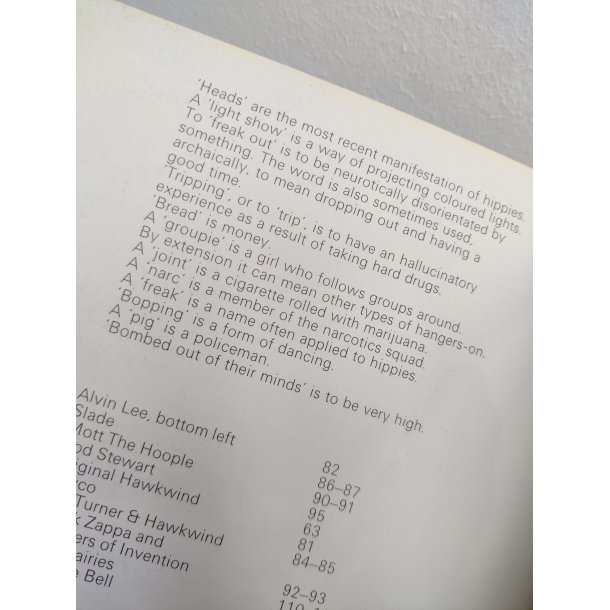 'Heads' are the most recent manifestation of hippies.
A 'light show' is a way of projecting coloured lights.
To 'freak out' is to be neurotically disorientated by
something. The word is also sometimes used,
archaically, to mean dropping out and having a
good time.
'Tripping', or to 'trip', is to have an hallucinatory
experience as a result of taking hard drugs.
'Bread' is money.
A 'groupie' is a girl who follows groups around.
By, extension it can mean other types of hangers-on.
A 'joint' is a cigarette rolled with marijuana.
A 'narc' is a member of the narcotics squad.
A 'freak' is a name often applied to hippies.
'Bopping' is a form of dancing.
A 'pig' is a policeman.
'Bombed out of their minds' is to be very high.
Alvin Lee, bottom left 82
Slade 86–87
Mott The Hoople 90–91
od Stewart 95
iginal Hawkwind 63
co 81
Turner & Hawkwind 84–85
k Zappa and
ers of Invention 92–93
airies
e Bell